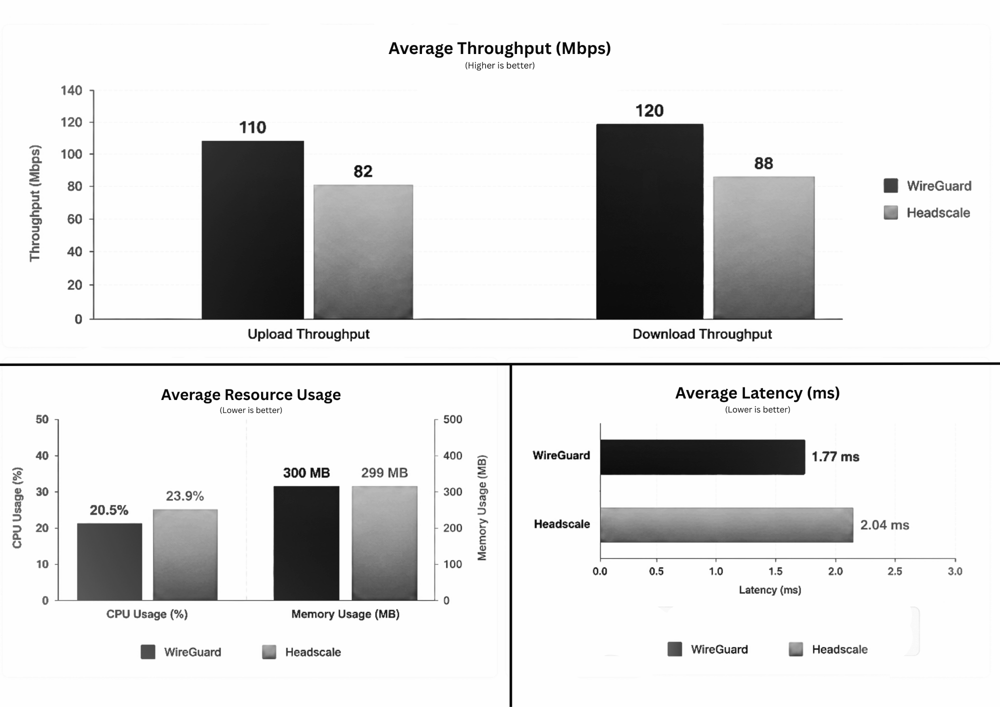 Average Throughput (Mbps)
(Higher is better)
140
120
100
80
60
40
20
0
Throughput (Mbps)
110
82
120
88
Upload Throughput
Download Throughput
WireGuard
Headscale
Average Resource Usage
(Lower is better)
50
40
30
20
10
0
CPU Usage (%)
20.5%
23.9%
300 MB
299 MB
500
400
300
200
100
0
Memory Usage (MB)
CPU Usage (%)
Memory Usage (MB)
WireGuard
Headscale
Average Latency (ms)
(Lower is better)
WireGuard
1.77 ms
Headscale
2.04 ms
0.0 0.5 1.0 1.5 2.0 2.5 3.0
Latency (ms)
WireGuard
Headscale